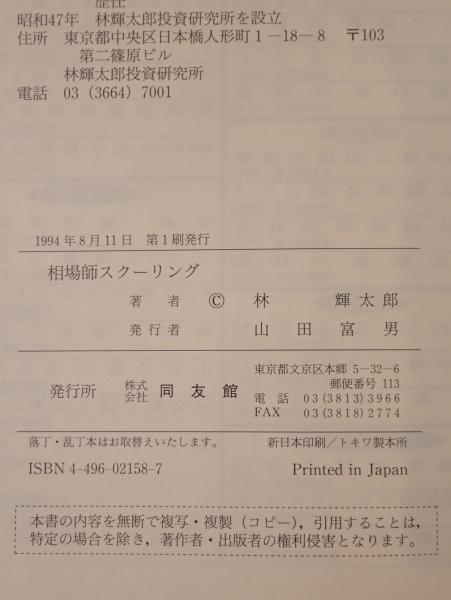 歴任
昭和47年 林輝太郎投資研究所を設立
住所 東京都中央区日本橋人形町1―18―8 〒103
第二篠原ビル
林輝太郎投資研究所
電話 03(3664)7001
1994年8月11日 第1刷発行
相場師スクーリング
著者 © 林 輝太郎
発行者 山田富男
発行所 株式会社 同友館
東京都文京区本郷 5―32―6
郵便番号 113
電話 03(3813)3966
FAX 03(3818)2774
落丁・乱丁本はお取替えいたします。 新日本印刷/トキワ製本所
ISBN 4-496-02158-7 Printed in Japan
本書の内容を無断で複写・複製(コピー),引用することは,
特定の場合を除き,著作者・出版者の権利侵害となります。